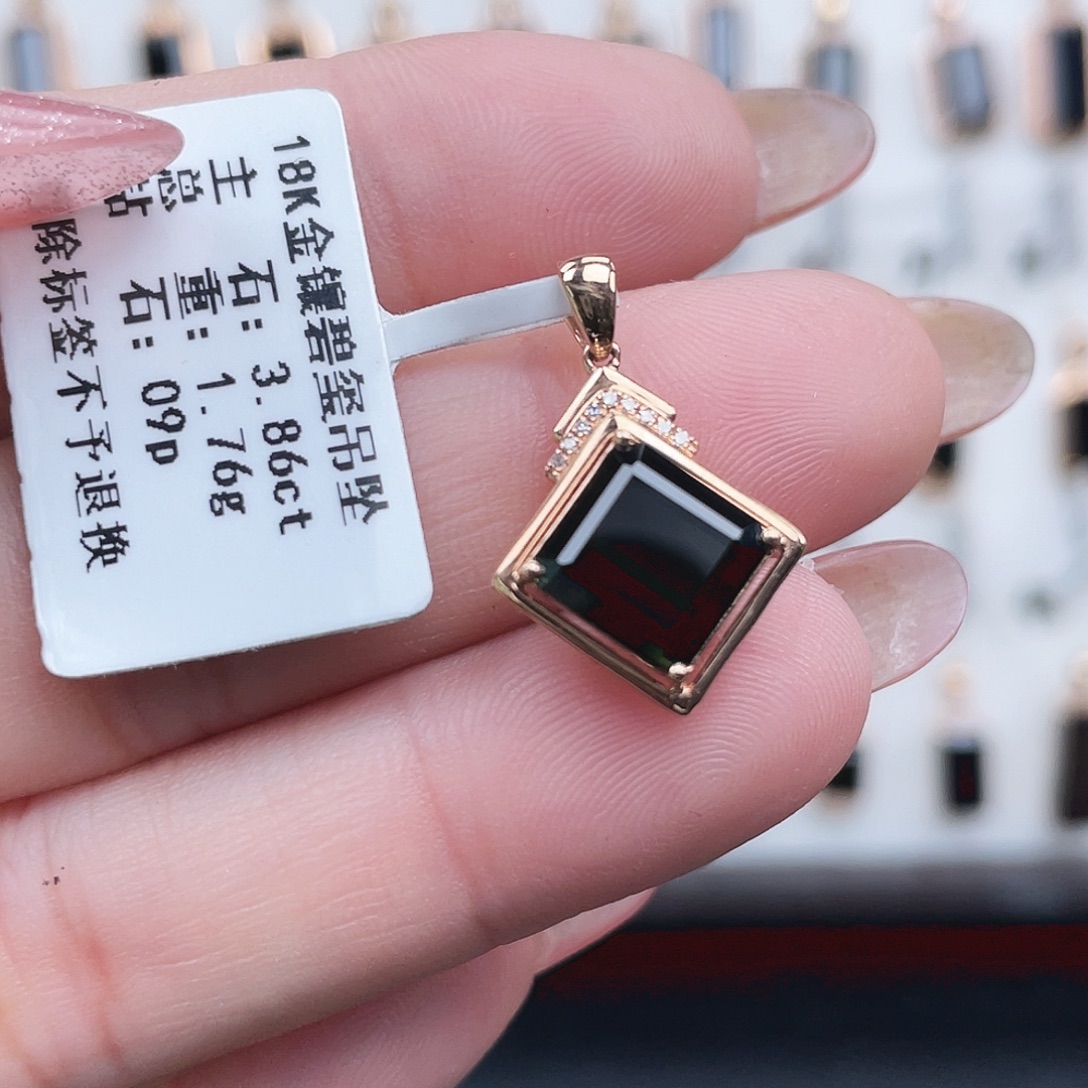 18K金镶碧玺吊坠
主 石: 3.86ct
总 重: 1.76g
钻 石: 09p
除标签不予退换